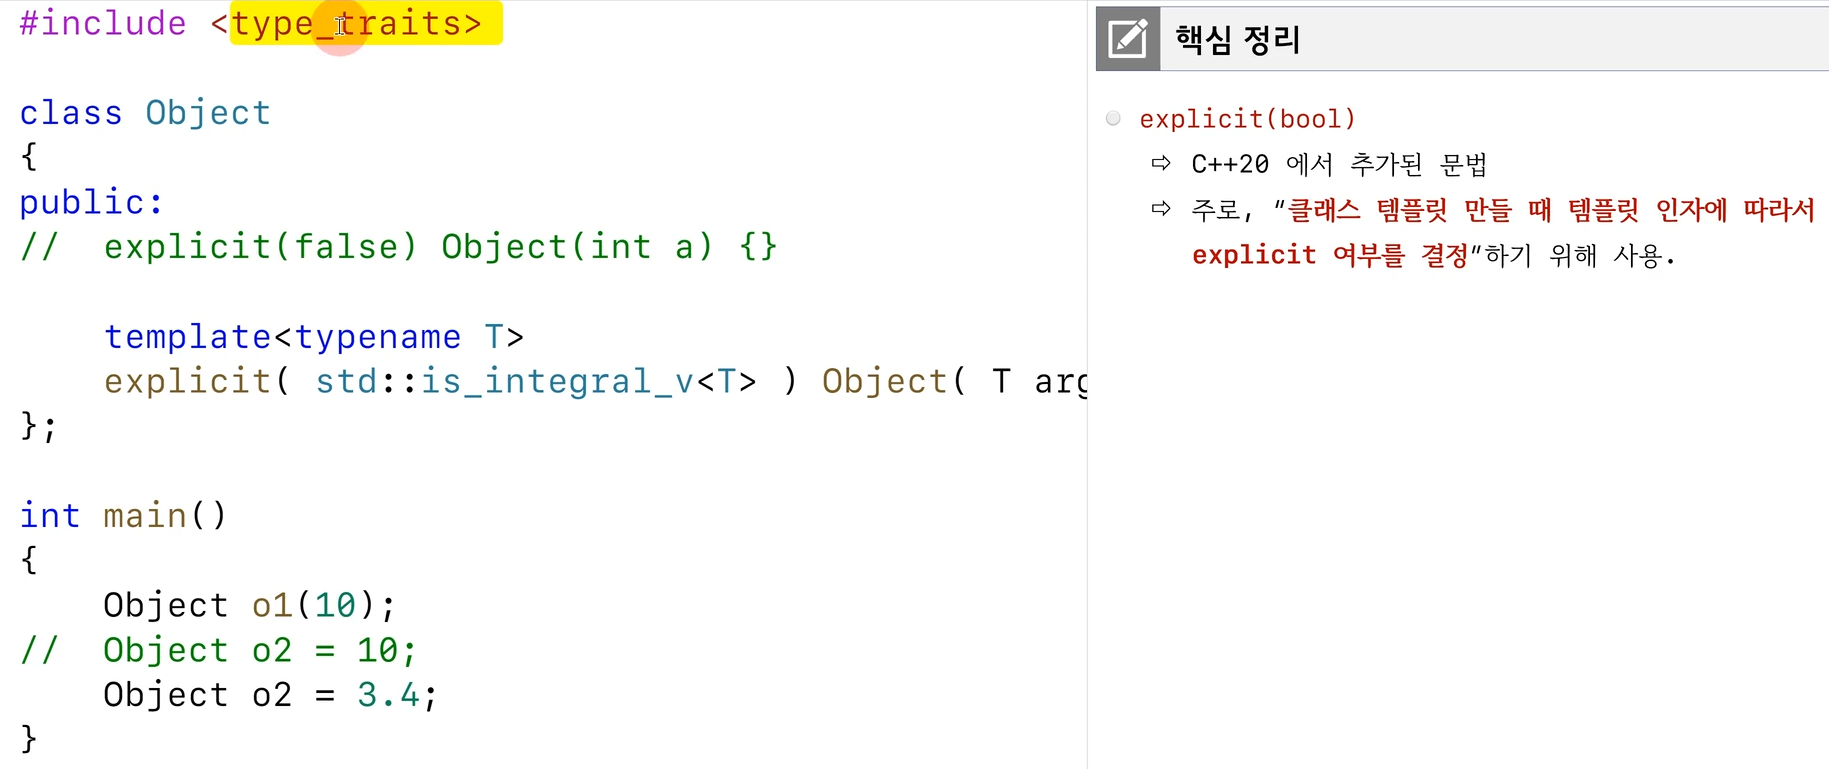 #include <type_traits>
class Object
{
public:
//  explicit(false) Object(int a) {}
    template<typename T>
    explicit( std::is_integral_v<T> ) Object( T arg
};
int main()
{
    Object o1(10);
//  Object o2 = 10;
    Object o2 = 3.4;
}
핵심 정리
explicit(bool)
⇨ C++20 에서 추가된 문법
⇨ 주로, "클래스 템플릿 만들 때 템플릿 인자에 따라서
explicit 여부를 결정"하기 위해 사용.